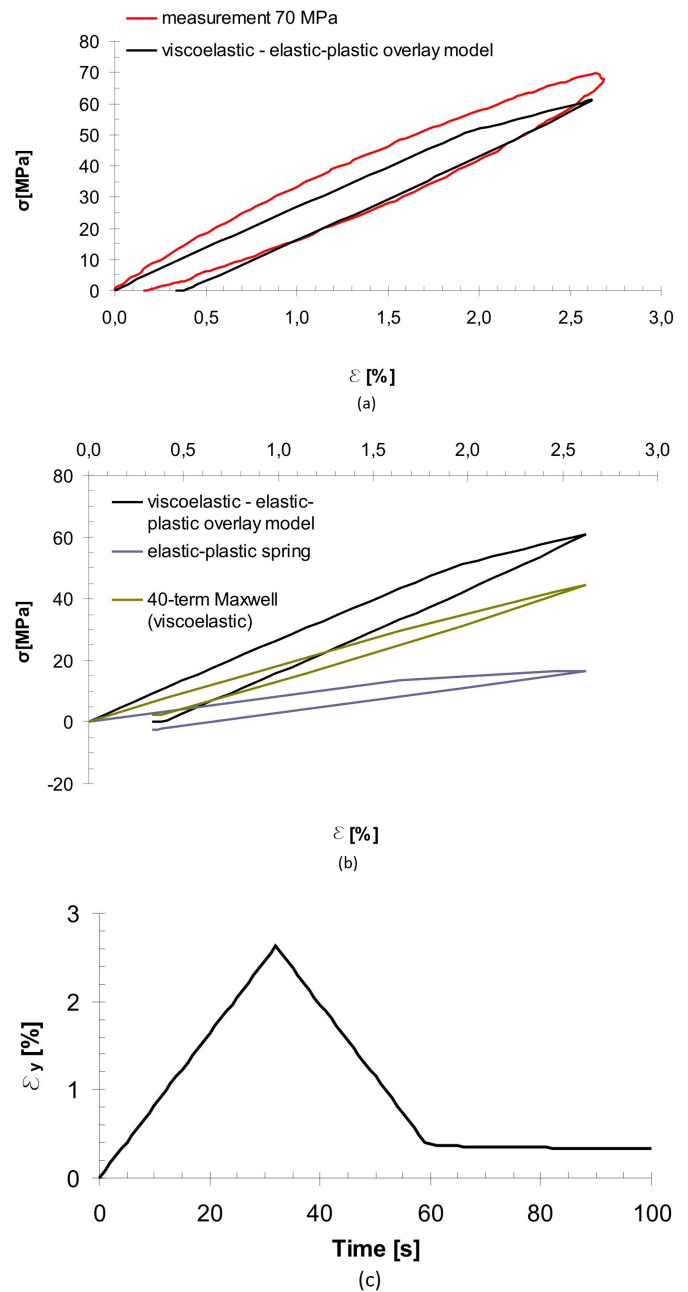 measurement 70 MPa
viscoelastic - elastic-plastic overlay model
80
70
60
50
40
30
20
10
0
σ[MPa]
0,0 0,5 1,0 1,5 2,0 2,5 3,0
ℰ [%]
(a)
0,0 0,5 1,0 1,5 2,0 2,5 3,0
80
60
40
20
0
-20
σ[MPa]
viscoelastic - elastic-
plastic overlay model
elastic-plastic spring
40-term Maxwell
(viscoelastic)
ℰ [%]
(b)
3
2
1
0
ℰ y [%]
0 20 40 60 80 100
Time [s]
(c)